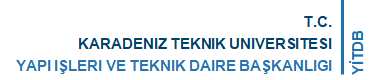 T.C.
KARADENIZ TEKNIK UNIVERSITESI
YAPI IŞLERI VE TEKNIK DAIRE BAŞKANLIGI
YİTDB